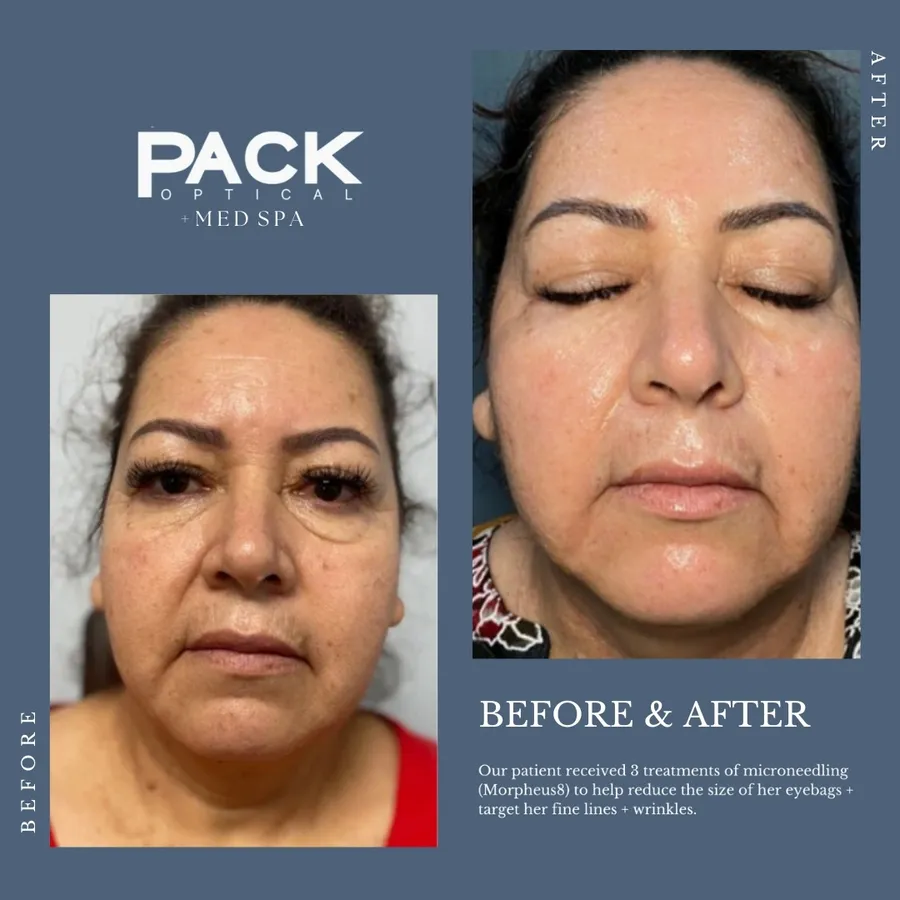 PACK
OPTICAL
+ MED SPA
AFTER
BEFORE
BEFORE & AFTER
Our patient received 3 treatments of microneedling
(Morpheus8) to help reduce the size of her eyebags +
target her fine lines + wrinkles.